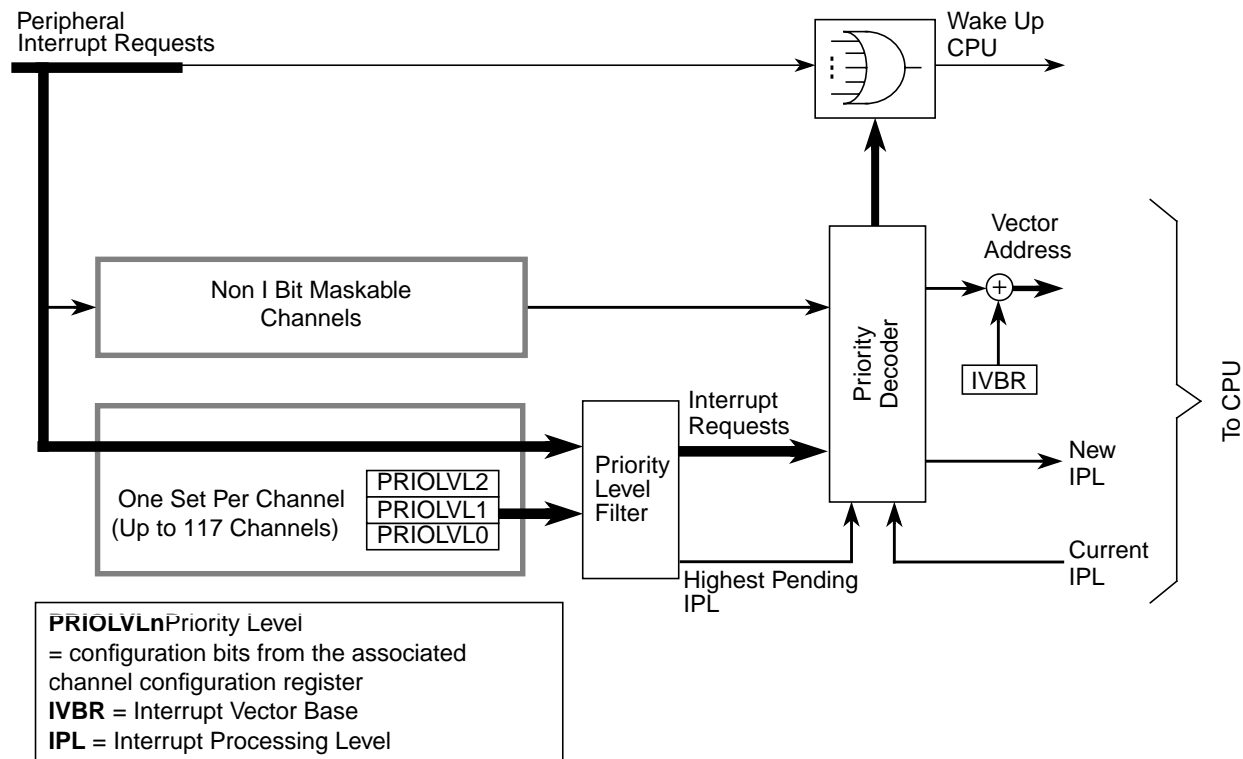 Peripheral
Interrupt Requests
Wake Up
CPU
Non I Bit Maskable
Channels
Vector
Address
Priority
Decoder
+
IVBR
To CPU
Interrupt
Requests
Priority
Level
Filter
One Set Per Channel
(Up to 117 Channels)
PRIOLVL2
PRIOLVL1
PRIOLVL0
New
IPL
Current
IPL
Highest Pending
IPL
PRIOLVLnPriority Level
= configuration bits from the associated
channel configuration register
IVBR = Interrupt Vector Base
IPL = Interrupt Processing Level